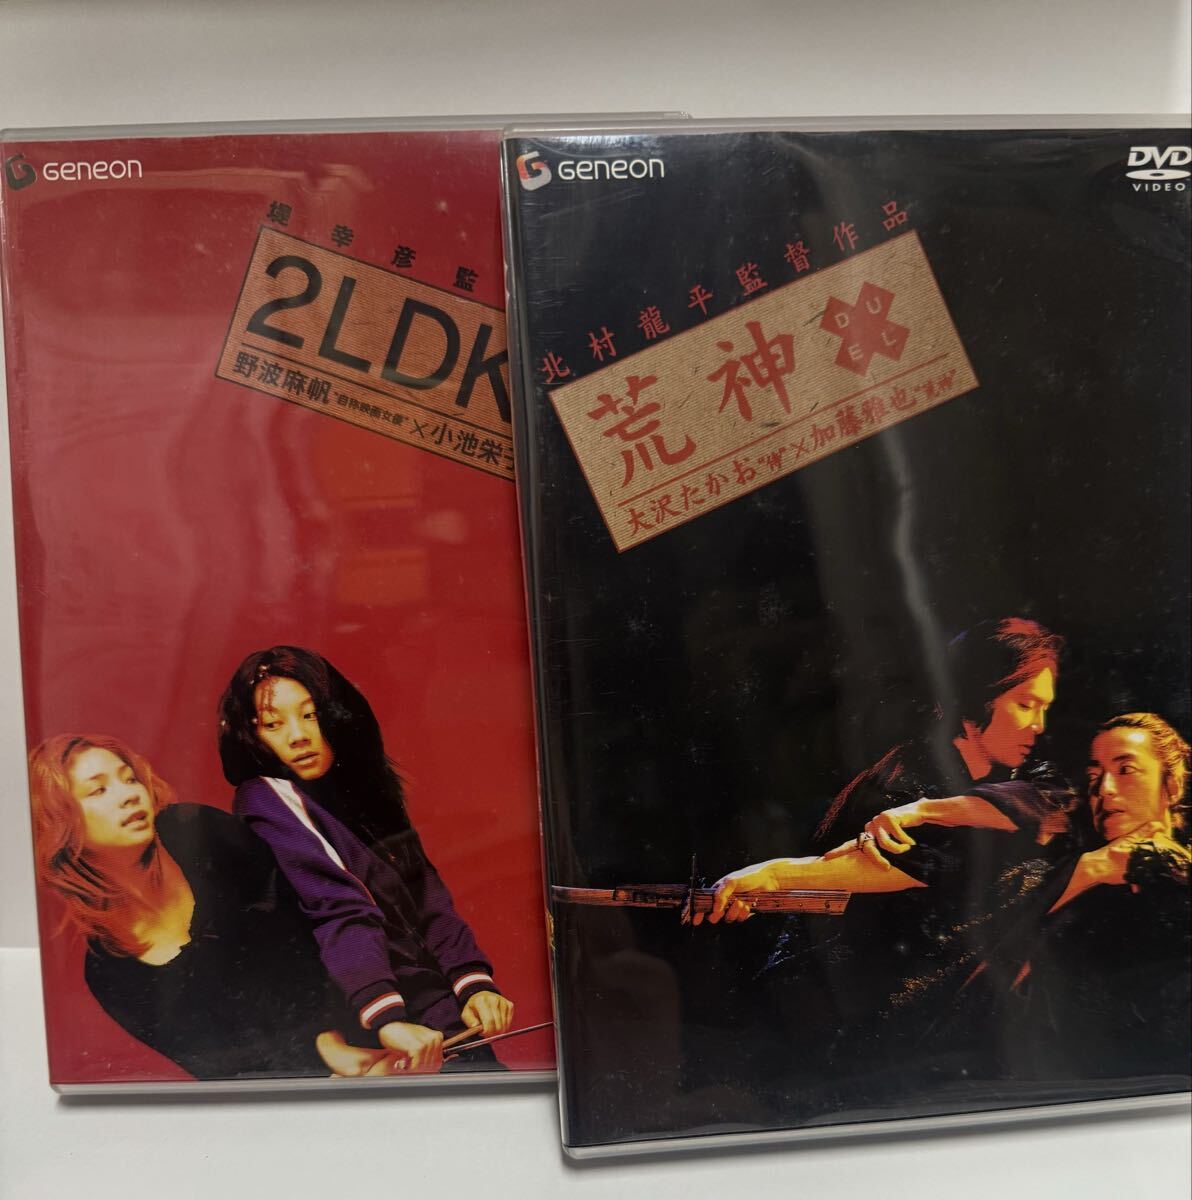 GENEON
堤幸彦監
2LDK
野波麻帆"自称映画女優"×小池栄子
GENEON
DVD
VIDEO
北村龍平監督作品
荒神
DUEL
大沢たかお"侍"×加藤雅也"荒神"